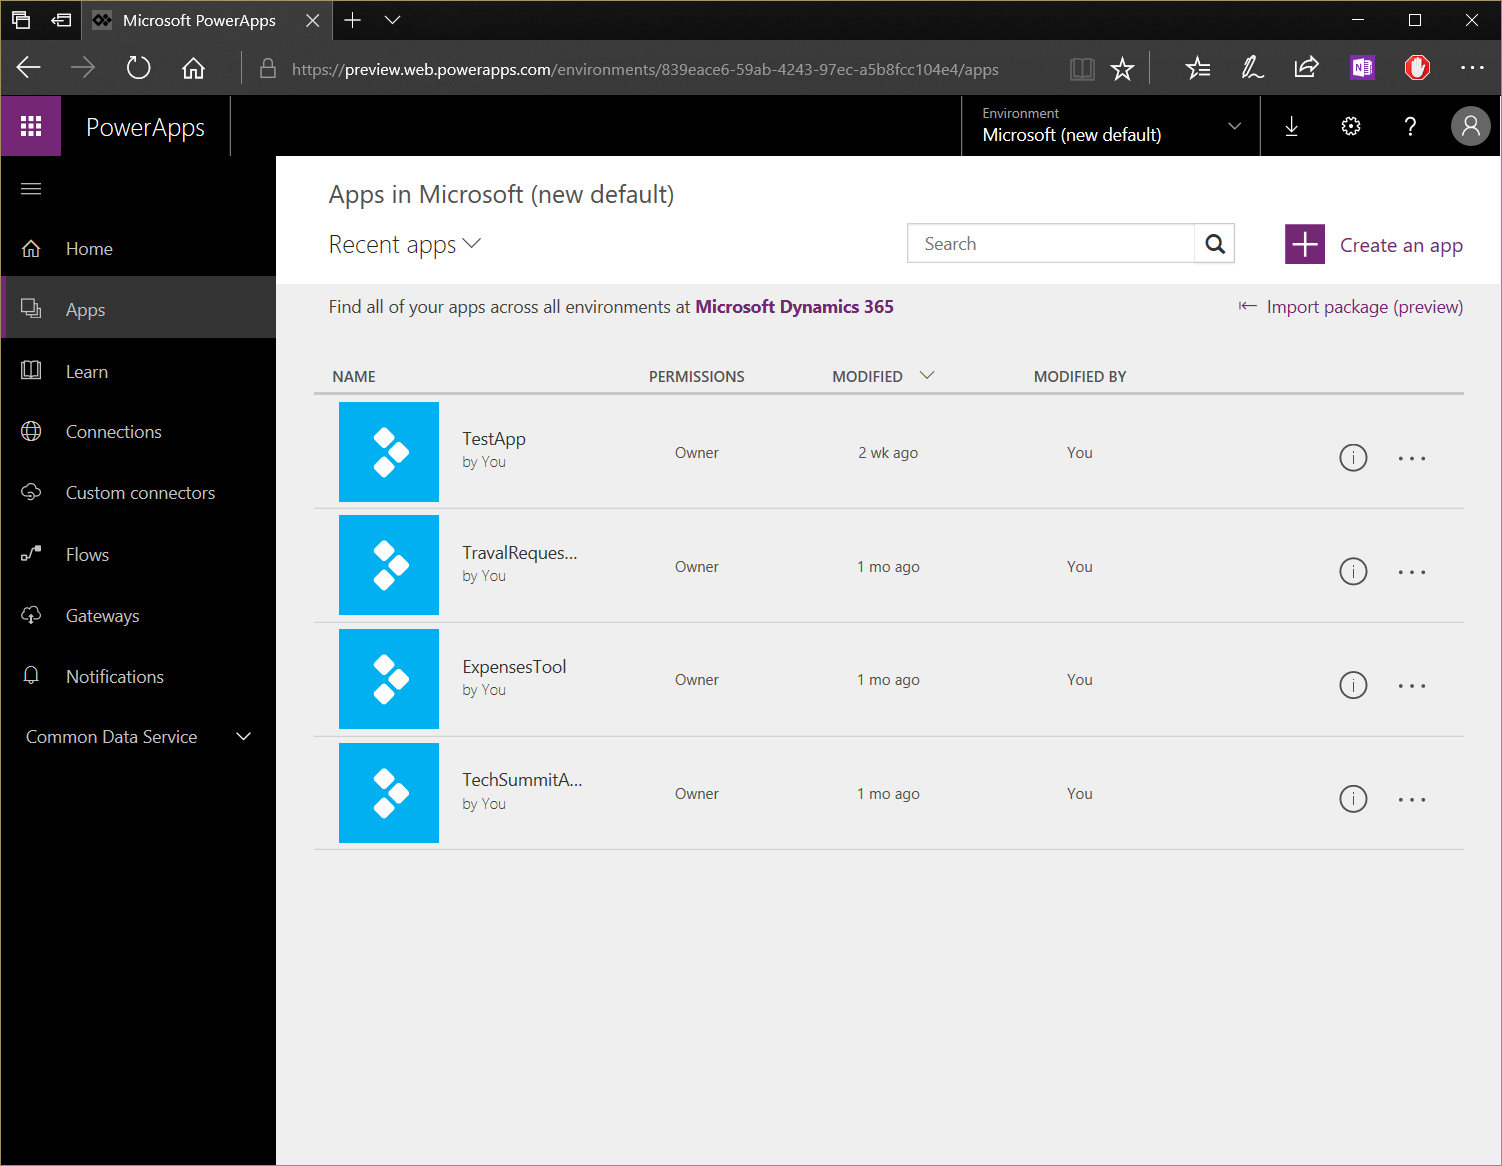 Microsoft PowerApps
https://preview.web.powerapps.com/environments/839eace6-59ab-4243-97ec-a5b8fcc104e4/apps
PowerApps
Environment
Microsoft (new default)
Home
Apps
Learn
Connections
Custom connectors
Flows
Gateways
Notifications
Common Data Service
Apps in Microsoft (new default)
Recent apps
Search
Create an app
Find all of your apps across all environments at Microsoft Dynamics 365
Import package (preview)
NAME PERMISSIONS MODIFIED MODIFIED BY
TestApp
by You
Owner 2 wk ago You
TravalReques...
by You
Owner 1 mo ago You
ExpensesTool
by You
Owner 1 mo ago You
TechSummitA...
by You
Owner 1 mo ago You